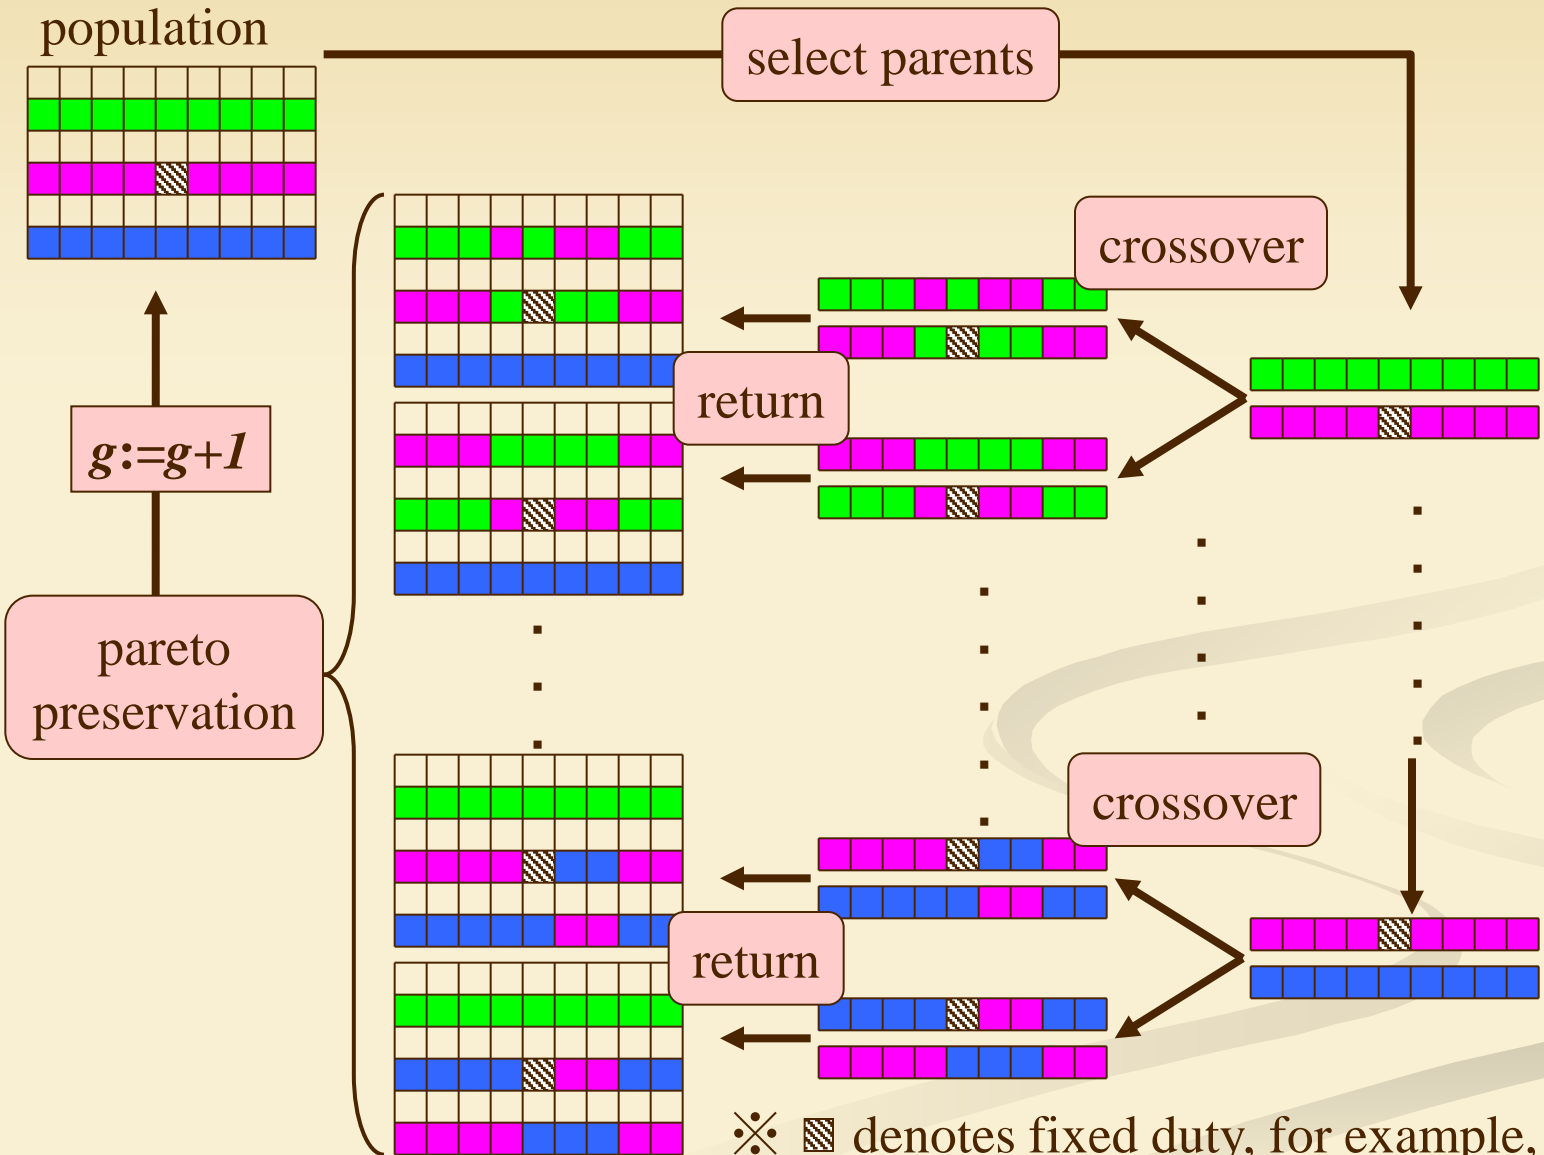 population
select parents
crossover
return
g:=g+1
pareto
preservation
crossover
return
※ denotes fixed duty, for example,